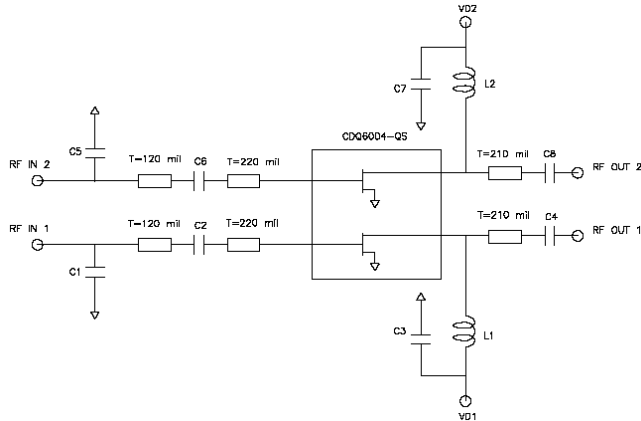 VD2
C7
L2
CDQ6004-QS
C5
T=120 mil
C6
T=220 mil
T=210 mil
C8
RF IN 2
RF OUT 2
RF IN 1
T=120 mil
C2
T=220 mil
T=210 mil
C4
RF OUT 1
C1
C3
L1
VD1